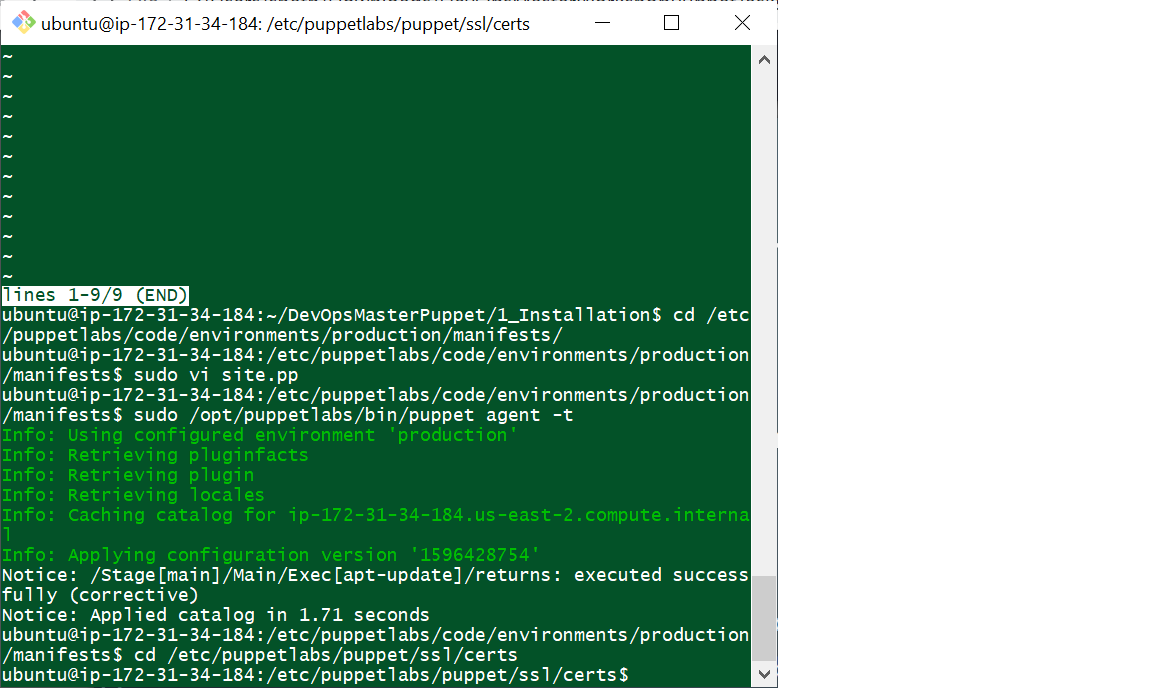 ubuntu@ip-172-31-34-184: /etc/puppetlabs/puppet/ssl/certs
~
~
~
~
~
~
~
~
~
~
~
~
lines 1-9/9 (END)
ubuntu@ip-172-31-34-184:~/DevOpsMasterPuppet/1_Installation$ cd /etc
/puppetlabs/code/environments/production/manifests/
ubuntu@ip-172-31-34-184:/etc/puppetlabs/code/environments/production
/manifests$ sudo vi site.pp
ubuntu@ip-172-31-34-184:/etc/puppetlabs/code/environments/production
/manifests$ sudo /opt/puppetlabs/bin/puppet agent -t
Info: Using configured environment 'production'
Info: Retrieving pluginfacts
Info: Retrieving plugin
Info: Retrieving locales
Info: Caching catalog for ip-172-31-34-184.us-east-2.compute.interna
l
Info: Applying configuration version '1596428754'
Notice: /Stage[main]/Main/Exec[apt-update]/returns: executed success
fully (corrective)
Notice: Applied catalog in 1.71 seconds
ubuntu@ip-172-31-34-184:/etc/puppetlabs/code/environments/production
/manifests$ cd /etc/puppetlabs/puppet/ssl/certs
ubuntu@ip-172-31-34-184:/etc/puppetlabs/puppet/ssl/certs$